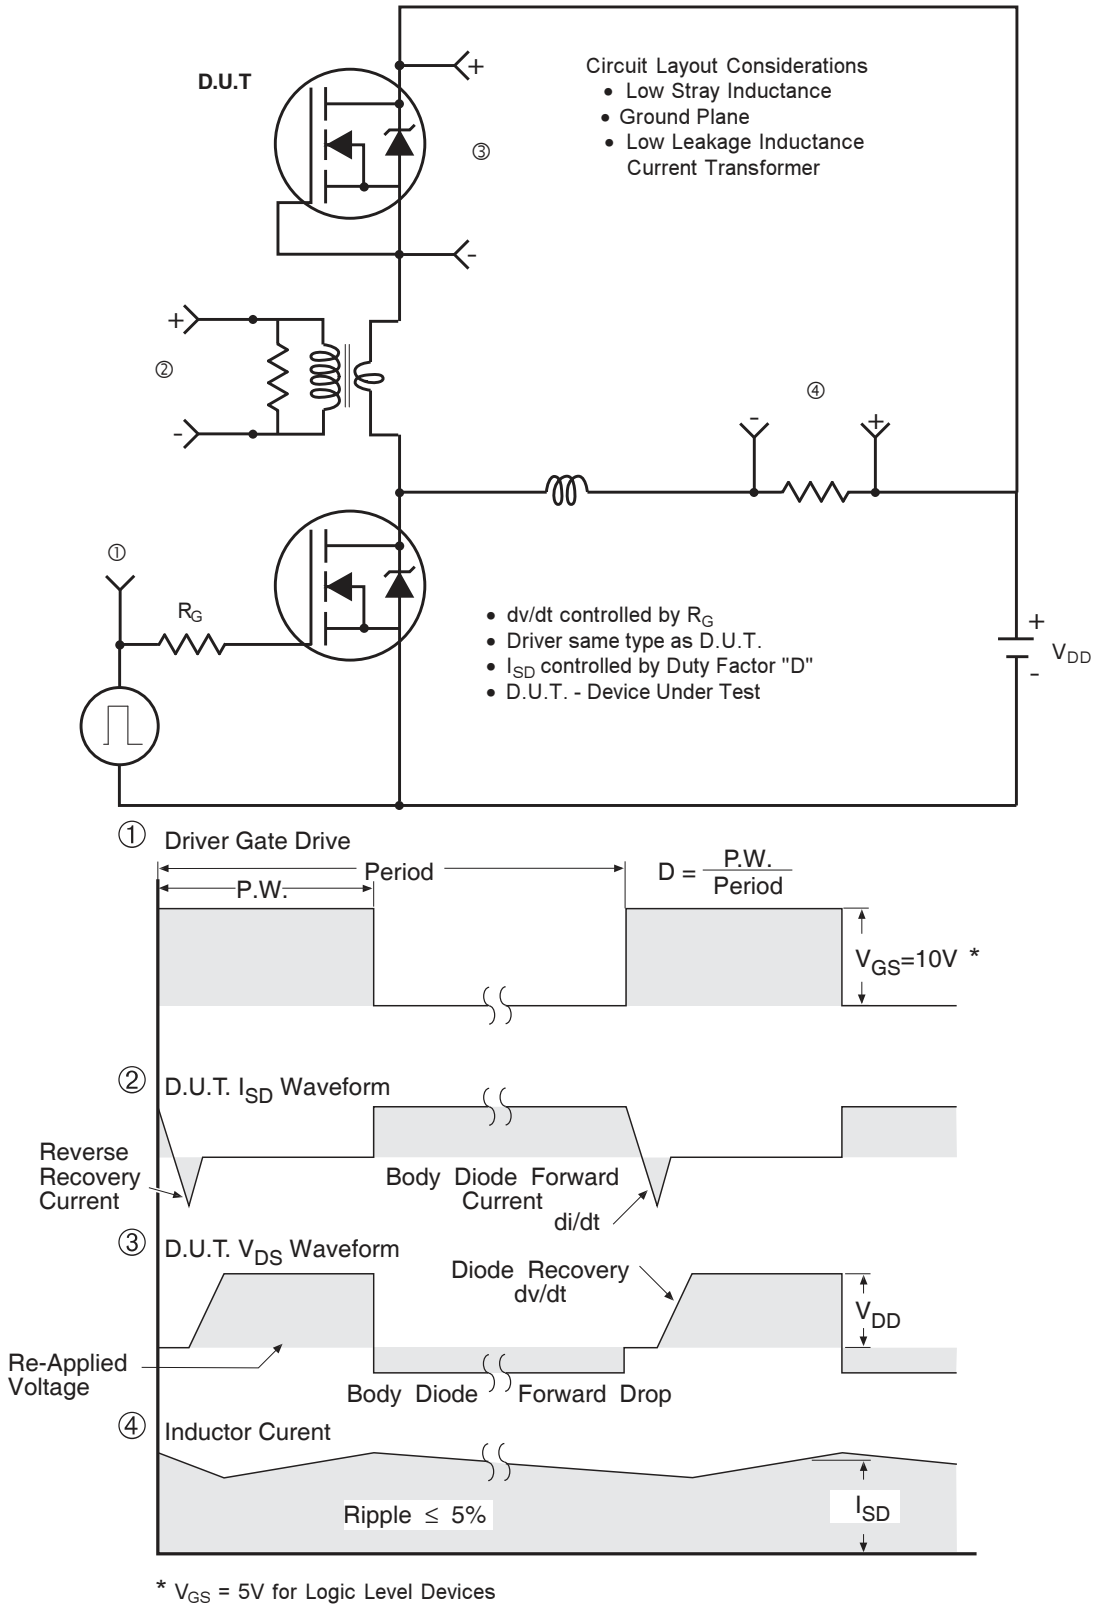 D.U.T
+
Circuit Layout Considerations
• Low Stray Inductance
• Ground Plane
• Low Leakage Inductance
Current Transformer
③
-
+
②
-
④
-
+
①
RG
• dv/dt controlled by RG
• Driver same type as D.U.T.
• ISD controlled by Duty Factor "D"
• D.U.T. - Device Under Test
+
VDD
-
① Driver Gate Drive
Period
P.W.
D = P.W.
Period
VGS=10V *
② D.U.T. ISD Waveform
Reverse
Recovery
Current
Body Diode Forward
Current
di/dt
③ D.U.T. VDS Waveform
Diode Recovery
dv/dt
VDD
Re-Applied
Voltage
Body Diode Forward Drop
④ Inductor Curent
Ripple ≤ 5%
ISD
* VGS = 5V for Logic Level Devices